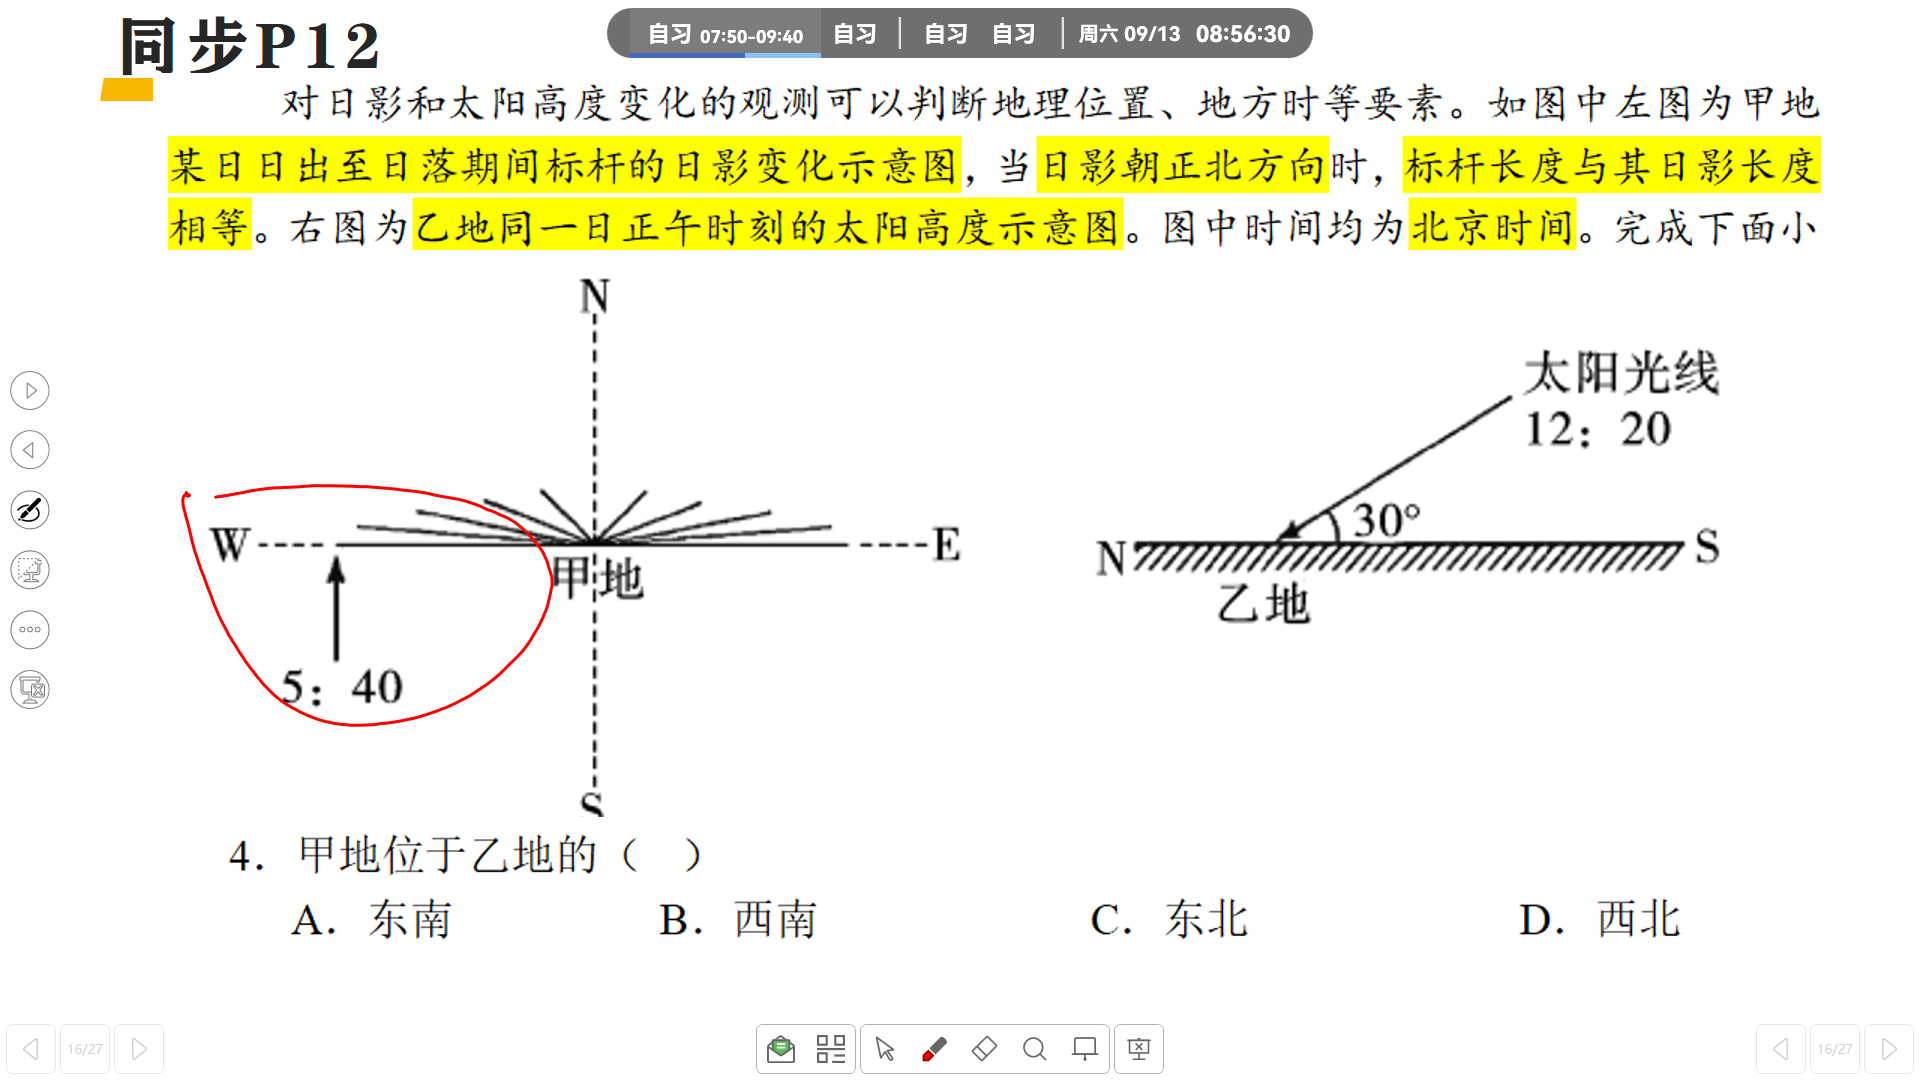 同步P12
自习 07:50-09:40 自习 自习 自习 周六 09/13 08:56:30
对日影和太阳高度变化的观测可以判断地理位置、地方时等要素。如图中左图为甲地
某日日出至日落期间标杆的日影变化示意图，当日影朝正北方向时，标杆长度与其日影长度
相等。右图为乙地同一日正午时刻的太阳高度示意图。图中时间均为北京时间。完成下面小
N
太阳光线
12：20
W
E
甲地
30°
N
S
乙地
5：40
S
4．甲地位于乙地的（ ）
A．东南 B．西南 C．东北 D．西北
16/27
16/27